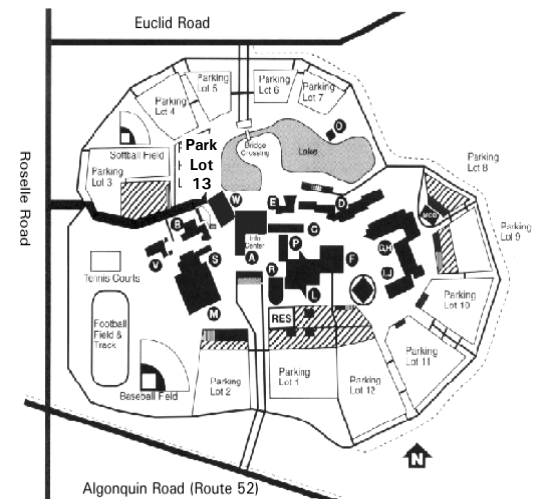 Euclid Road
Parking
Lot 5
Parking
Lot 6
Parking
Lot 7
Parking
Lot 4
Park
Lot
13
Bridge
Crossing
Lake
O
Softball Field
Parking
Lot 3
Parking
Lot 8
Roselle Road
W
E
D
B
G
MCC
Parking
Lot 9
Info
Center
P
GH
V
S
A
R
F
IJ
Tennis Courts
L
Parking
Lot 10
M
RES
Football
Field &
Track
Parking
Lot 11
Parking
Lot 2
Parking
Lot 1
Parking
Lot 12
Baseball Field
N
Algonquin Road (Route 52)